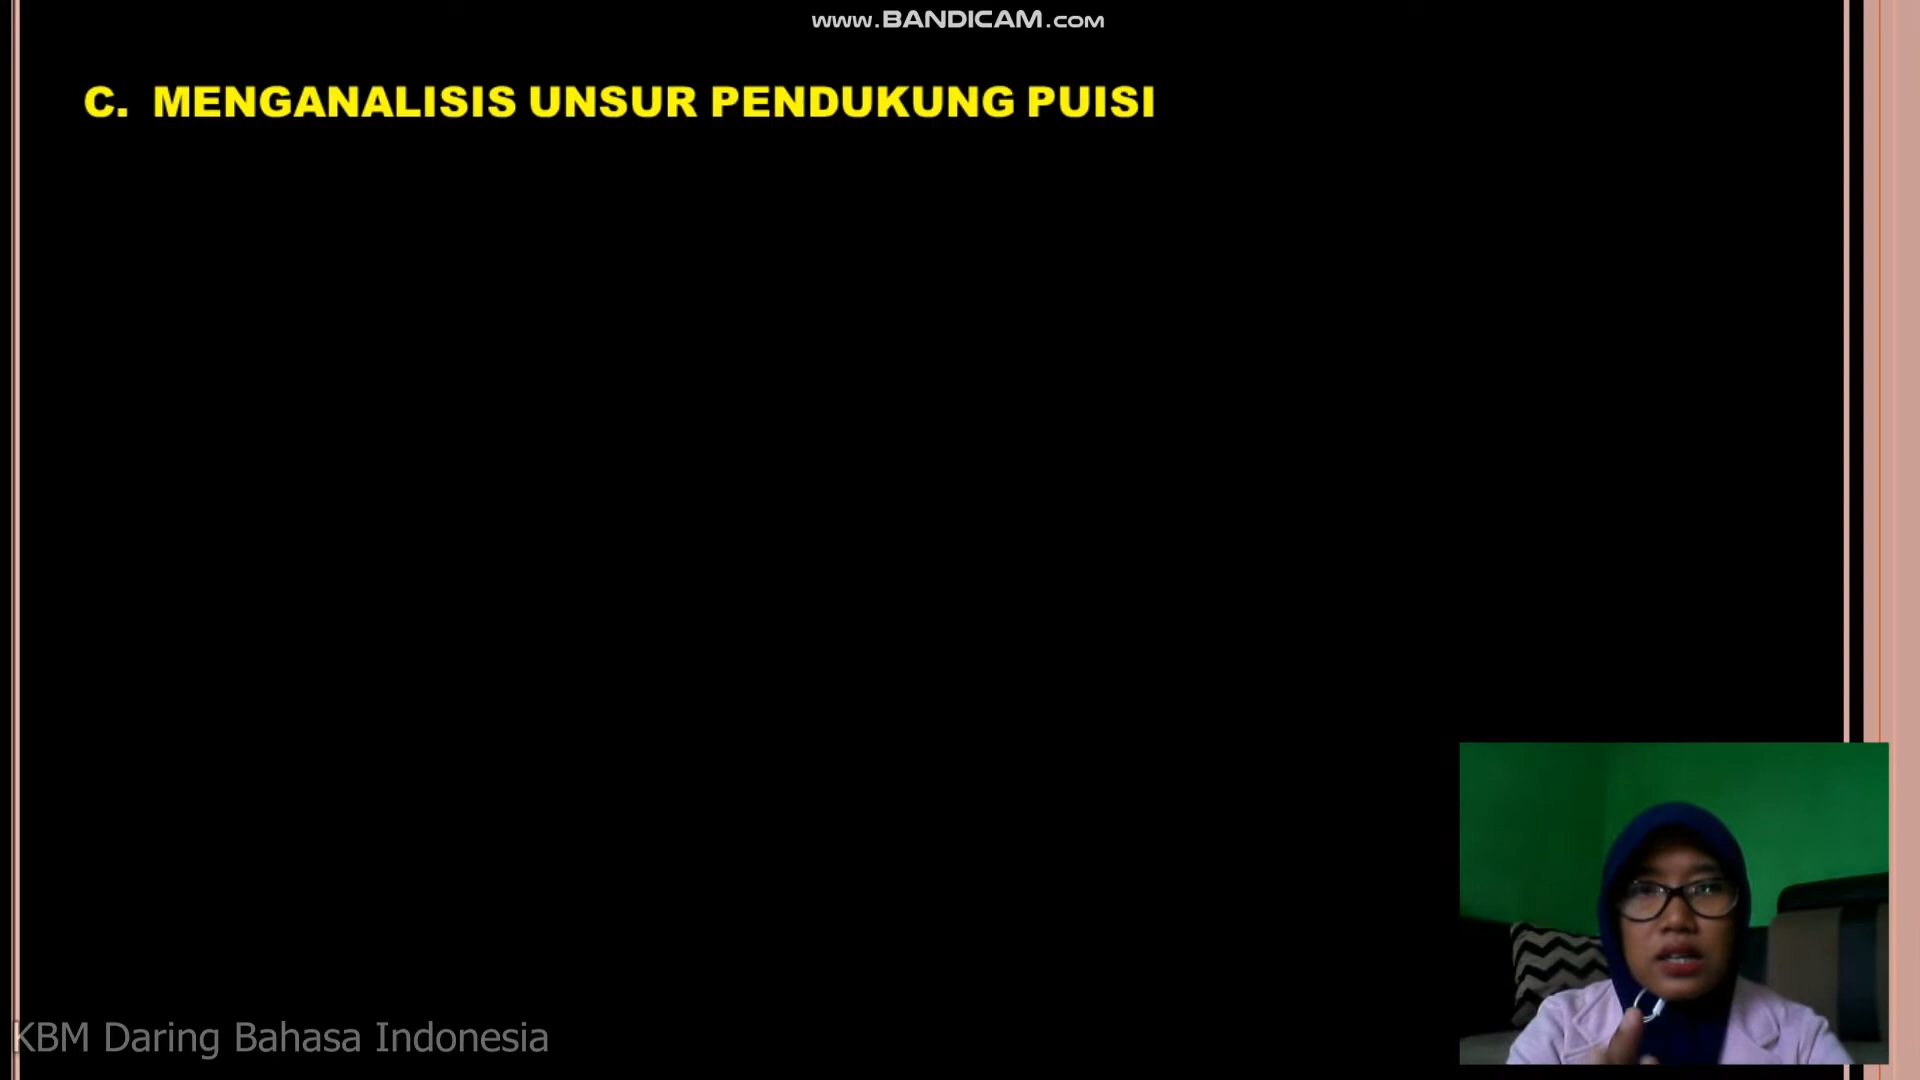 www.BANDICAM.com
C. MENGANALISIS UNSUR PENDUKUNG PUISI
KBM Daring Bahasa Indonesia